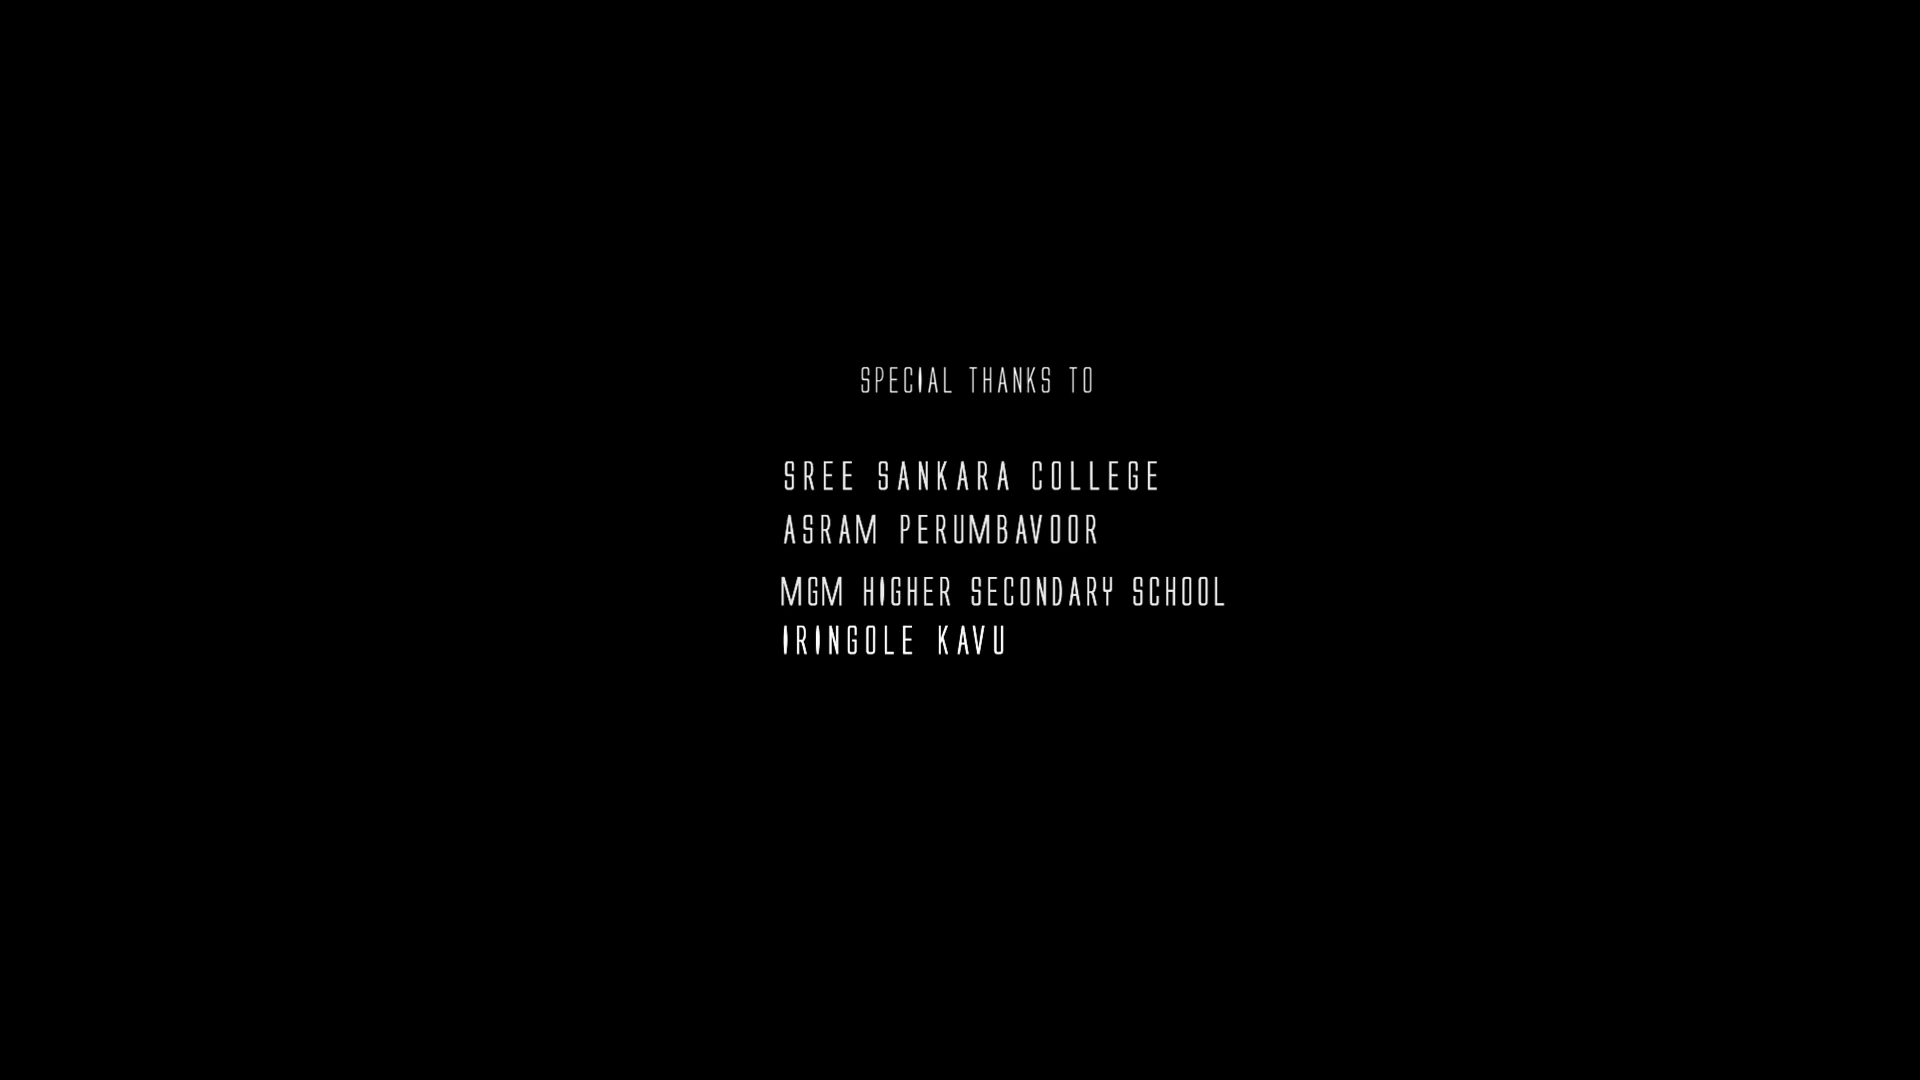 SPECIAL THANKS TO
SREE SANKARA COLLEGE
ASRAM PERUMBAVOOR
MGM HIGHER SECONDARY SCHOOL
IRINGOLE KAVU